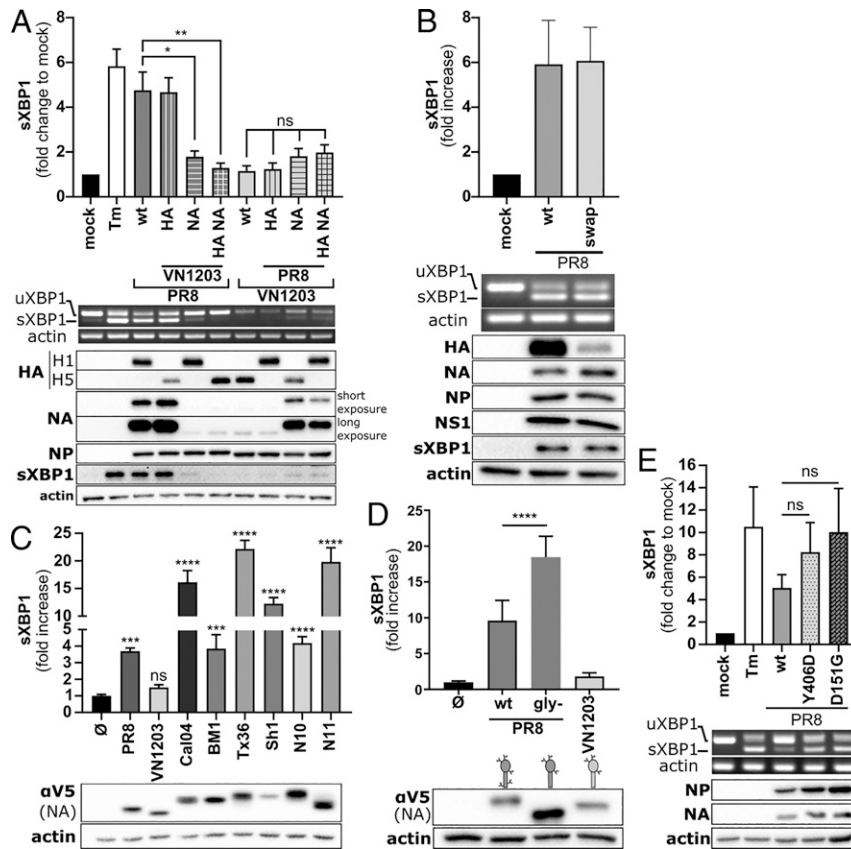 A
sXBP1
(fold change to mock)
8
6
4
2
0
**
*
ns
mock
Tm
wt
HA
NA
HA NA
wt
HA
NA
HA NA
VN1203
PR8
PR8
VN1203
uXBP1
sXBP1
actin
HA
H1
H5
NA
short
exposure
long
exposure
NP
sXBP1
actin
B
sXBP1
(fold increase)
8
6
4
2
0
mock
wt
swap
PR8
uXBP1
sXBP1
actin
HA
NA
NP
NS1
sXBP1
actin
C
sXBP1
(fold increase)
25
20
15
10
4
3
2
1
0
***
ns
****
***
****
****
****
****
Ø
PR8
VN1203
Cal04
BM1
Tx36
Sh1
N10
N11
αV5
(NA)
actin
D
sXBP1
(fold increase)
25
20
15
10
5
0
****
Ø
wt
gly-
VN1203
PR8
αV5
(NA)
actin
E
sXBP1
(fold change to mock)
16
14
12
10
8
6
4
2
0
ns
ns
mock
Tm
wt
Y406D
D151G
PR8
uXBP1
sXBP1
actin
NP
NA
actin